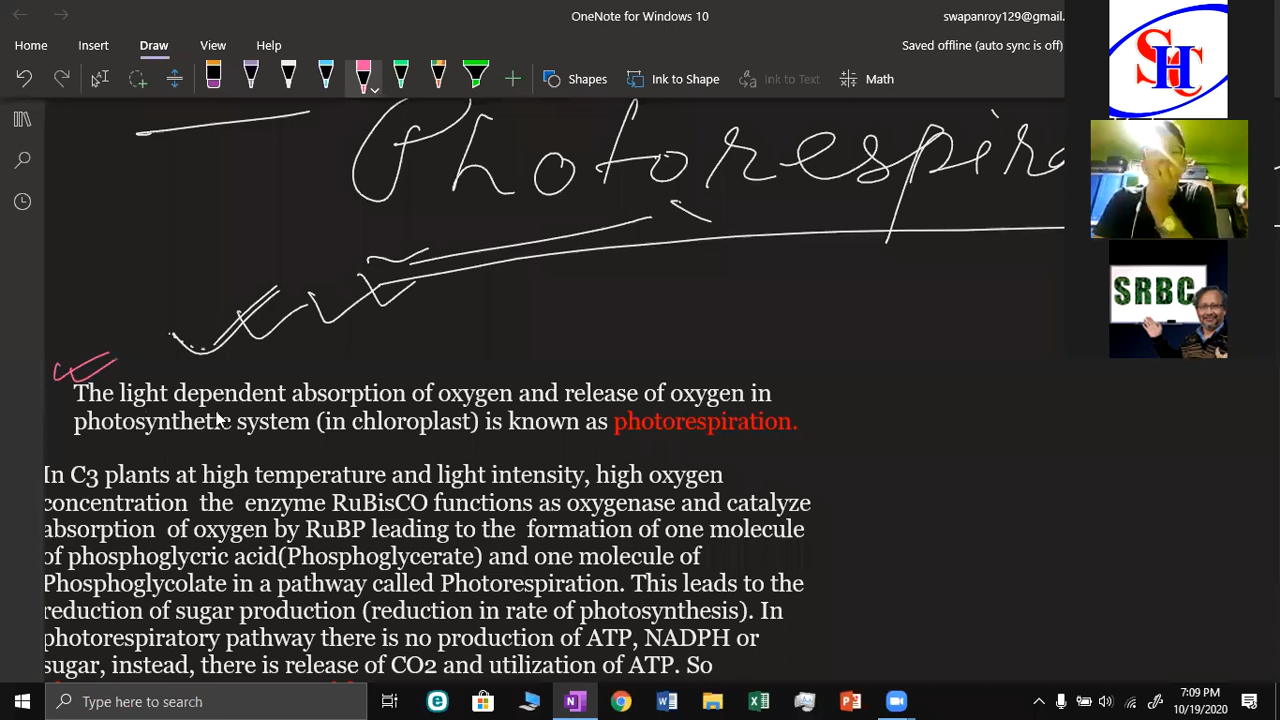 OneNote for Windows 10
swapanroy129@gmail.
Home Insert Draw View Help
Saved offline (auto sync is off)
Shapes Ink to Shape Ink to Text Math
SHC
Photorespira
SRBC
The light dependent absorption of oxygen and release of oxygen in
photosynthetic system (in chloroplast) is known as photorespiration.
In C3 plants at high temperature and light intensity, high oxygen
concentration the enzyme RuBisCO functions as oxygenase and catalyze
absorption of oxygen by RuBP leading to the formation of one molecule
of phosphoglycric acid(Phosphoglycerate) and one molecule of
Phosphoglycolate in a pathway called Photorespiration. This leads to the
reduction of sugar production (reduction in rate of photosynthesis). In
photorespiratory pathway there is no production of ATP, NADPH or
sugar, instead, there is release of CO2 and utilization of ATP. So
Type here to search
7:09 PM
10/19/2020